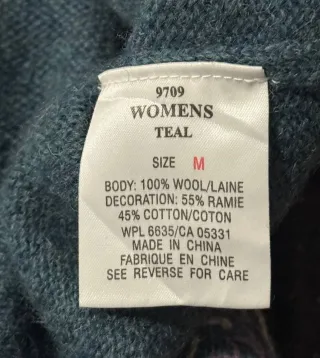 9709
WOMENS
TEAL
SIZE M
BODY: 100% WOOL/LAINE
DECORATION: 55% RAMIE
45% COTTON/COTON
WPL 6635/CA 05331
MADE IN CHINA
FABRIQUE EN CHINE
SEE REVERSE FOR CARE